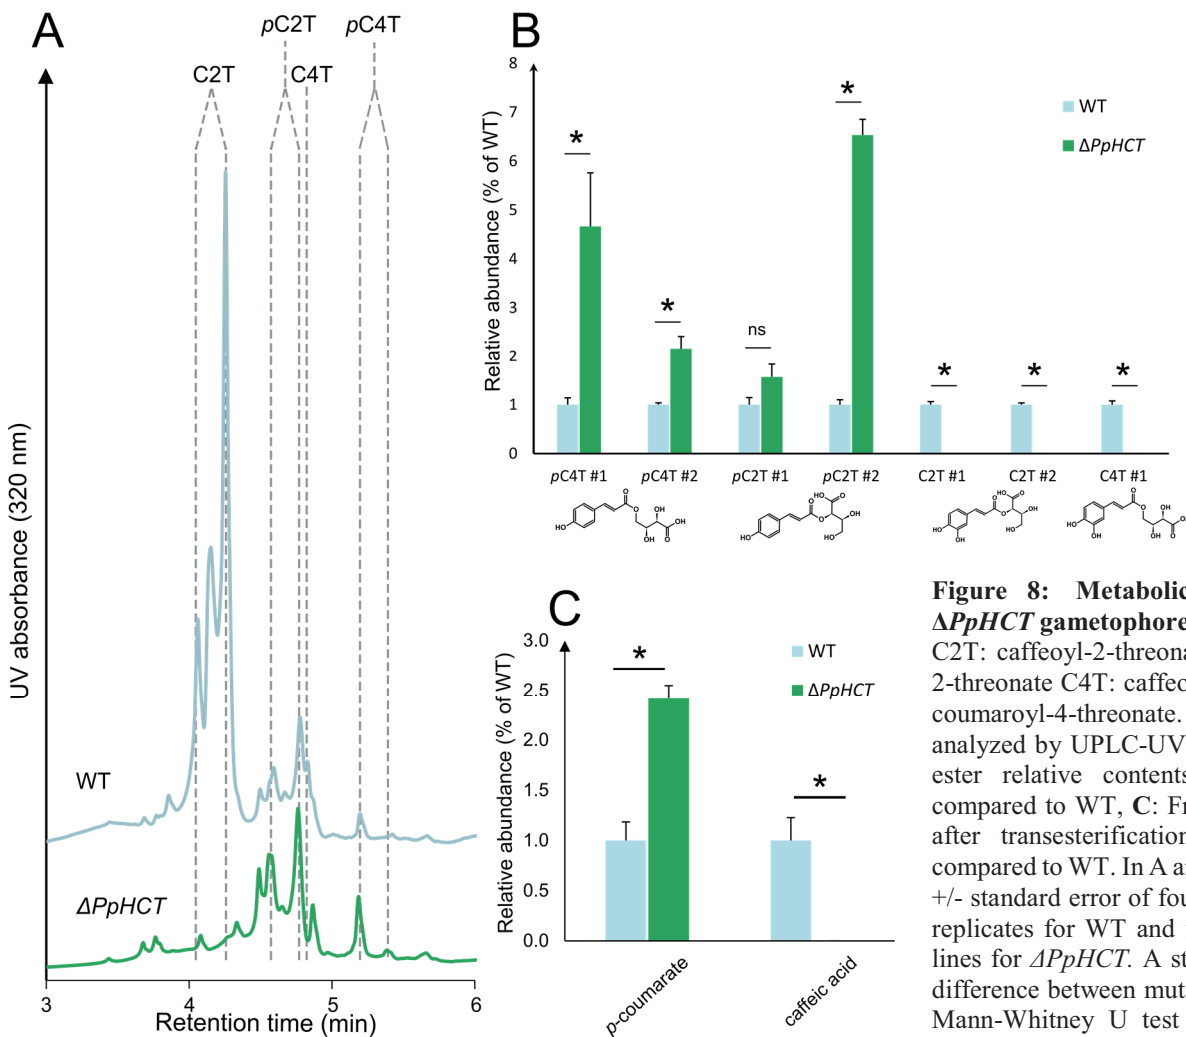 A
pC2T
pC4T
C2T
C4T
UV absorbance (320 nm)
WT
ΔPpHCT
3
4
5
6
Retention time (min)
B
Relative abundance (% of WT)
8
7
6
5
4
3
2
1
0
*
*
ns
*
*
*
*
WT
ΔPpHCT
pC4T #1
pC4T #2
pC2T #1
pC2T #2
C2T #1
C2T #2
C4T #1
C
Relative abundance (% of WT)
3.0
2.5
2.0
1.5
1.0
0.5
0.0
*
*
WT
ΔPpHCT
p-coumarate
caffeic acid
Figure 8: Metabolic
ΔPpHCT gametophore
C2T: caffeoyl-2-threona
2-threonate C4T: caffeo
coumaroyl-4-threonate.
analyzed by UPLC-UV
ester relative contents
compared to WT, C: Fr
after transesterification
compared to WT. In A a
+/- standard error of fou
replicates for WT and
lines for ΔPpHCT. A st
difference between mut
Mann-Whitney U test